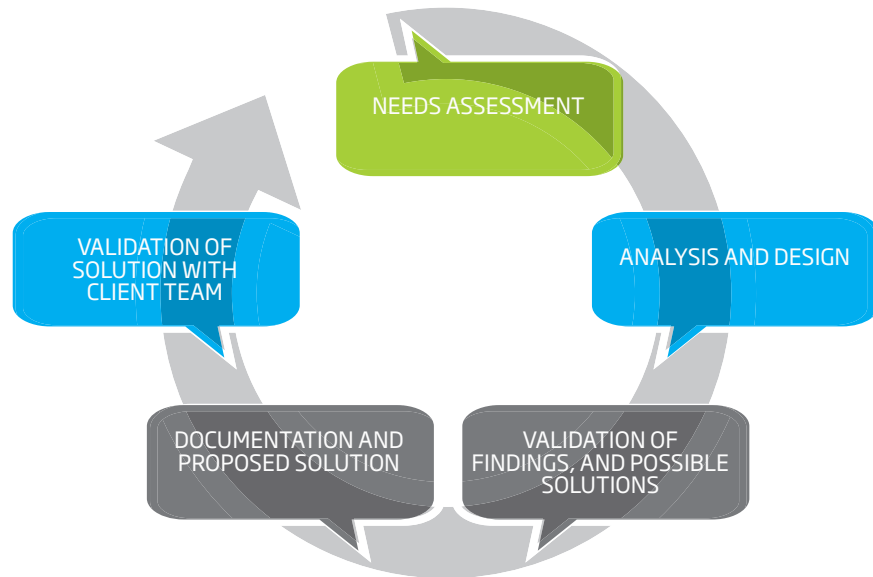 NEEDS ASSESSMENT
ANALYSIS AND DESIGN
VALIDATION OF
FINDINGS, AND POSSIBLE
SOLUTIONS
DOCUMENTATION AND
PROPOSED SOLUTION
VALIDATION OF
SOLUTION WITH
CLIENT TEAM